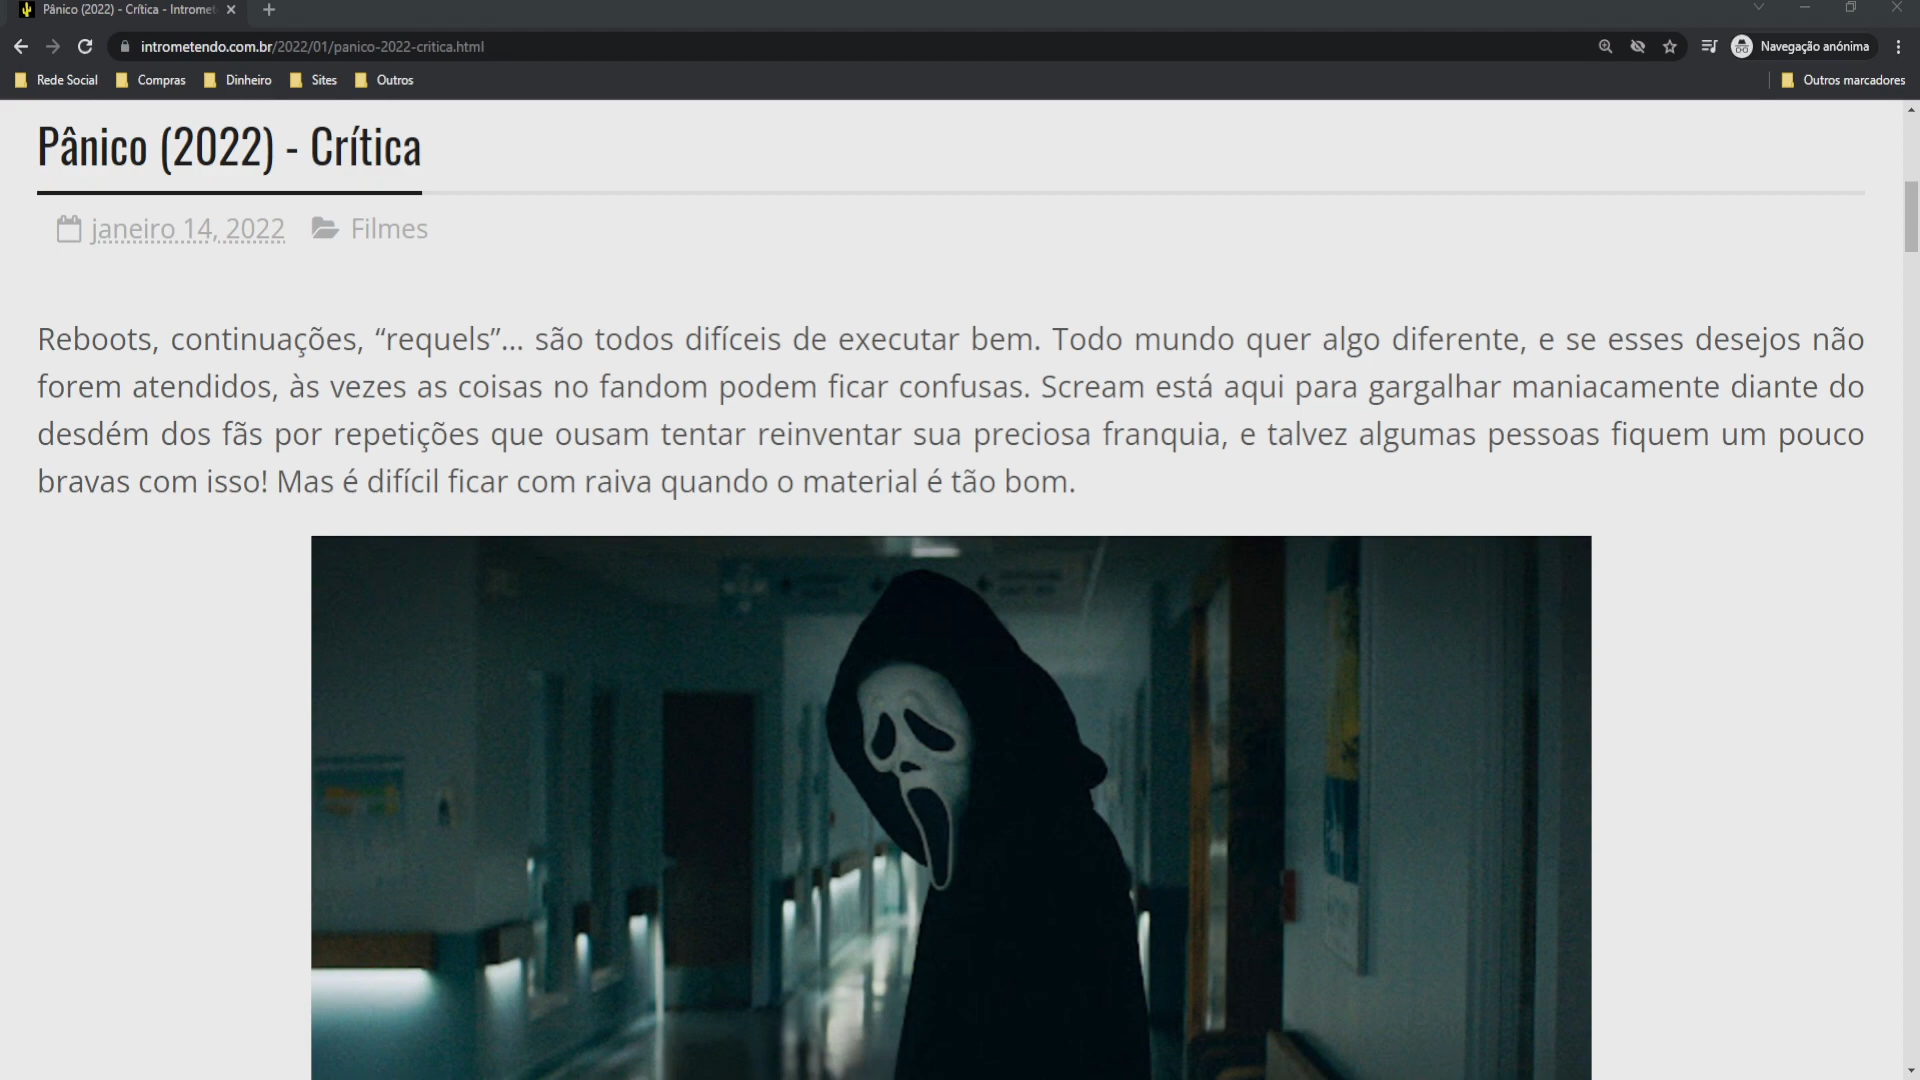 Pânico (2022) - Crítica - Intromet
intrometendo.com.br/2022/01/panico-2022-critica.html
Navegação anónima
Rede Social
Compras
Dinheiro
Sites
Outros
Outros marcadores
Pânico (2022) - Crítica
janeiro 14, 2022
Filmes
Reboots, continuações, “requels”... são todos difíceis de executar bem. Todo mundo quer algo diferente, e se esses desejos não
forem atendidos, às vezes as coisas no fandom podem ficar confusas. Scream está aqui para gargalhar maniacamente diante do
desdém dos fãs por repetições que ousam tentar reinventar sua preciosa franquia, e talvez algumas pessoas fiquem um pouco
bravas com isso! Mas é difícil ficar com raiva quando o material é tão bom.